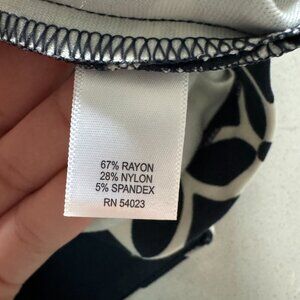 67% RAYON
28% NYLON
5% SPANDEX
RN 54023